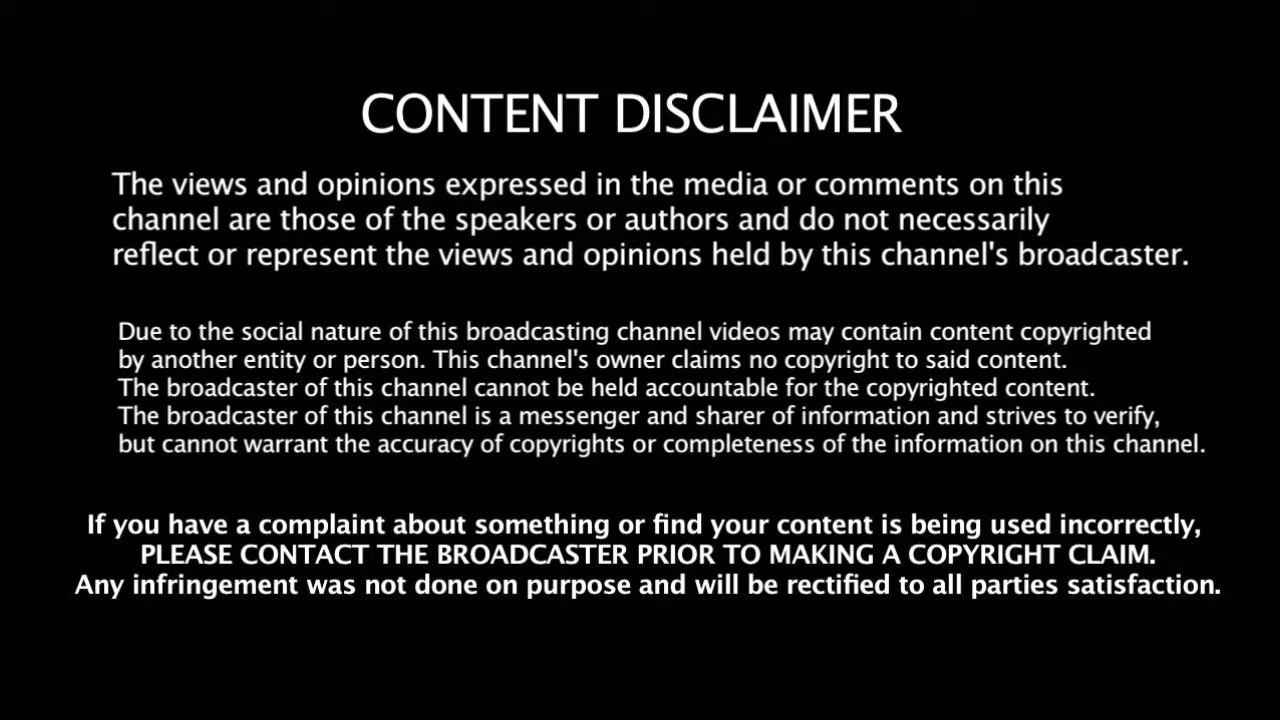 CONTENT DISCLAIMER
The views and opinions expressed in the media or comments on this
channel are those of the speakers or authors and do not necessarily
reflect or represent the views and opinions held by this channel's broadcaster.
Due to the social nature of this broadcasting channel videos may contain content copyrighted
by another entity or person. This channel's owner claims no copyright to said content.
The broadcaster of this channel cannot be held accountable for the copyrighted content.
The broadcaster of this channel is a messenger and sharer of information and strives to verify,
but cannot warrant the accuracy of copyrights or completeness of the information on this channel.
If you have a complaint about something or find your content is being used incorrectly,
PLEASE CONTACT THE BROADCASTER PRIOR TO MAKING A COPYRIGHT CLAIM.
Any infringement was not done on purpose and will be rectified to all parties satisfaction.